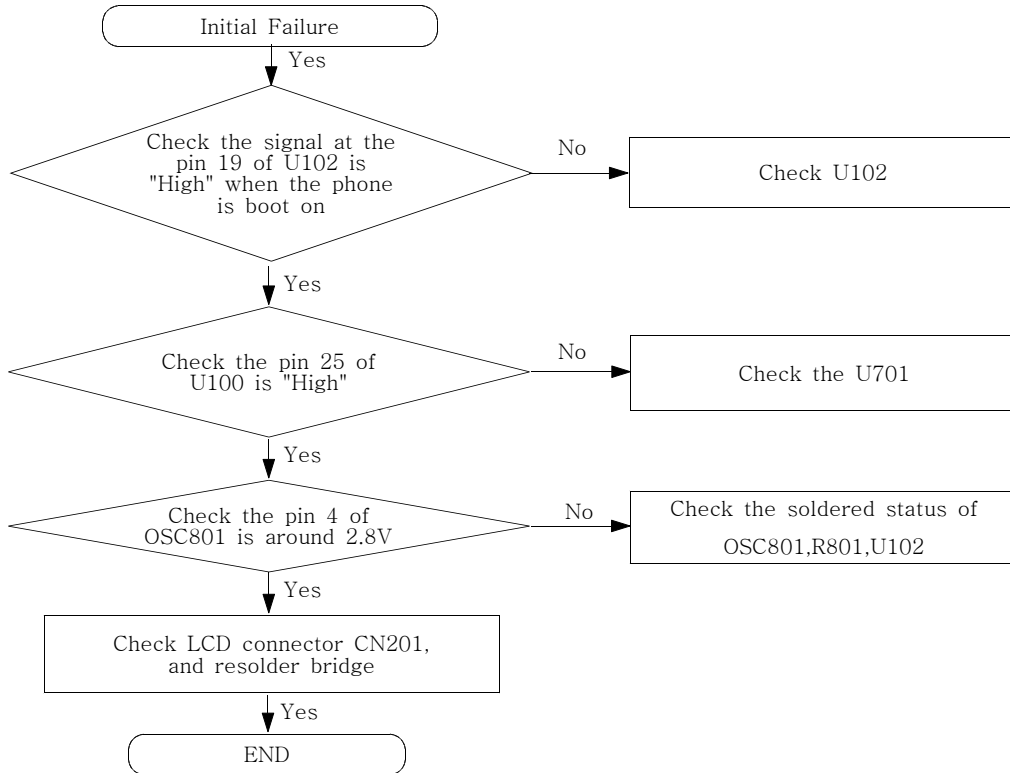 Initial Failure
Yes
Check the signal at the
pin 19 of U102 is
"High" when the phone
is boot on
No
Check U102
Yes
Check the pin 25 of
U100 is "High"
No
Check the U701
Yes
Check the pin 4 of
OSC801 is around 2.8V
No
Check the soldered status of
OSC801,R801,U102
Yes
Check LCD connector CN201,
and resolder bridge
Yes
END